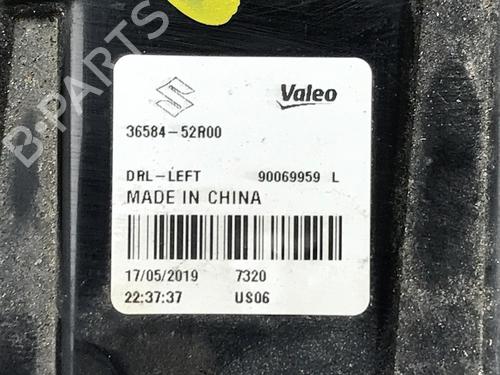 Valeo
36584-52R00
DRL-LEFT 90069959 L
MADE IN CHINA
17/05/2019 7320
22:37:37 US06
B-PARTS